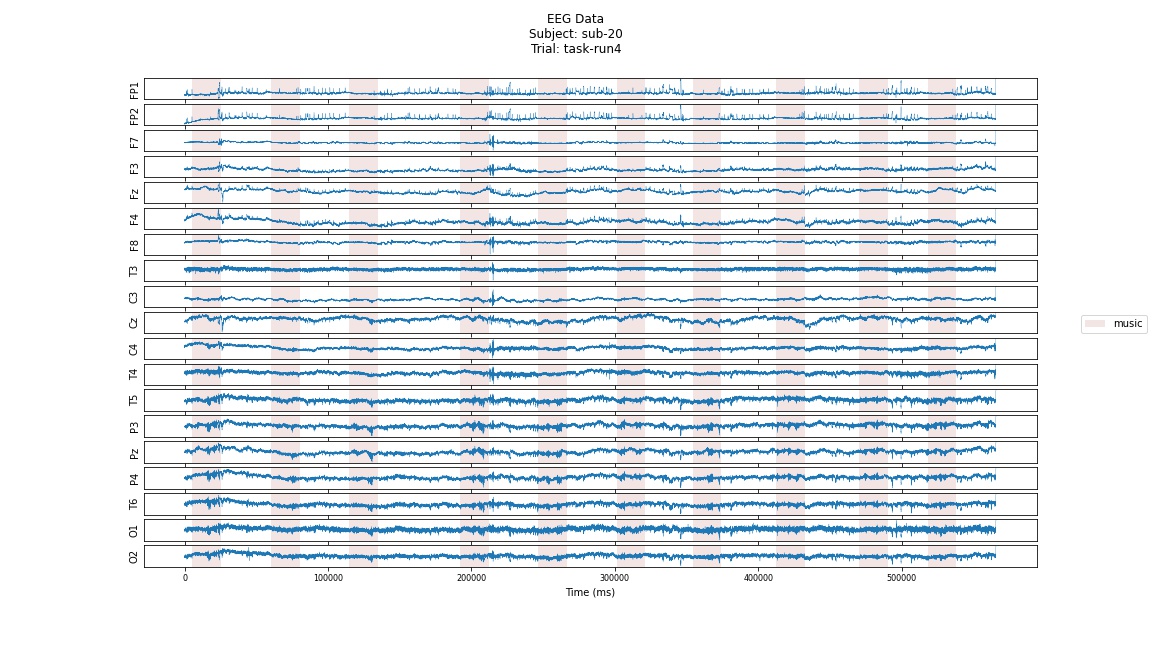 EEG Data
Subject: sub-20
Trial: task-run4
FP1
FP2
F7
F3
Fz
F4
F8
T3
C3
Cz
C4
T4
T5
P3
Pz
P4
T6
O1
O2
music
0 100000 200000 300000 400000 500000
Time (ms)